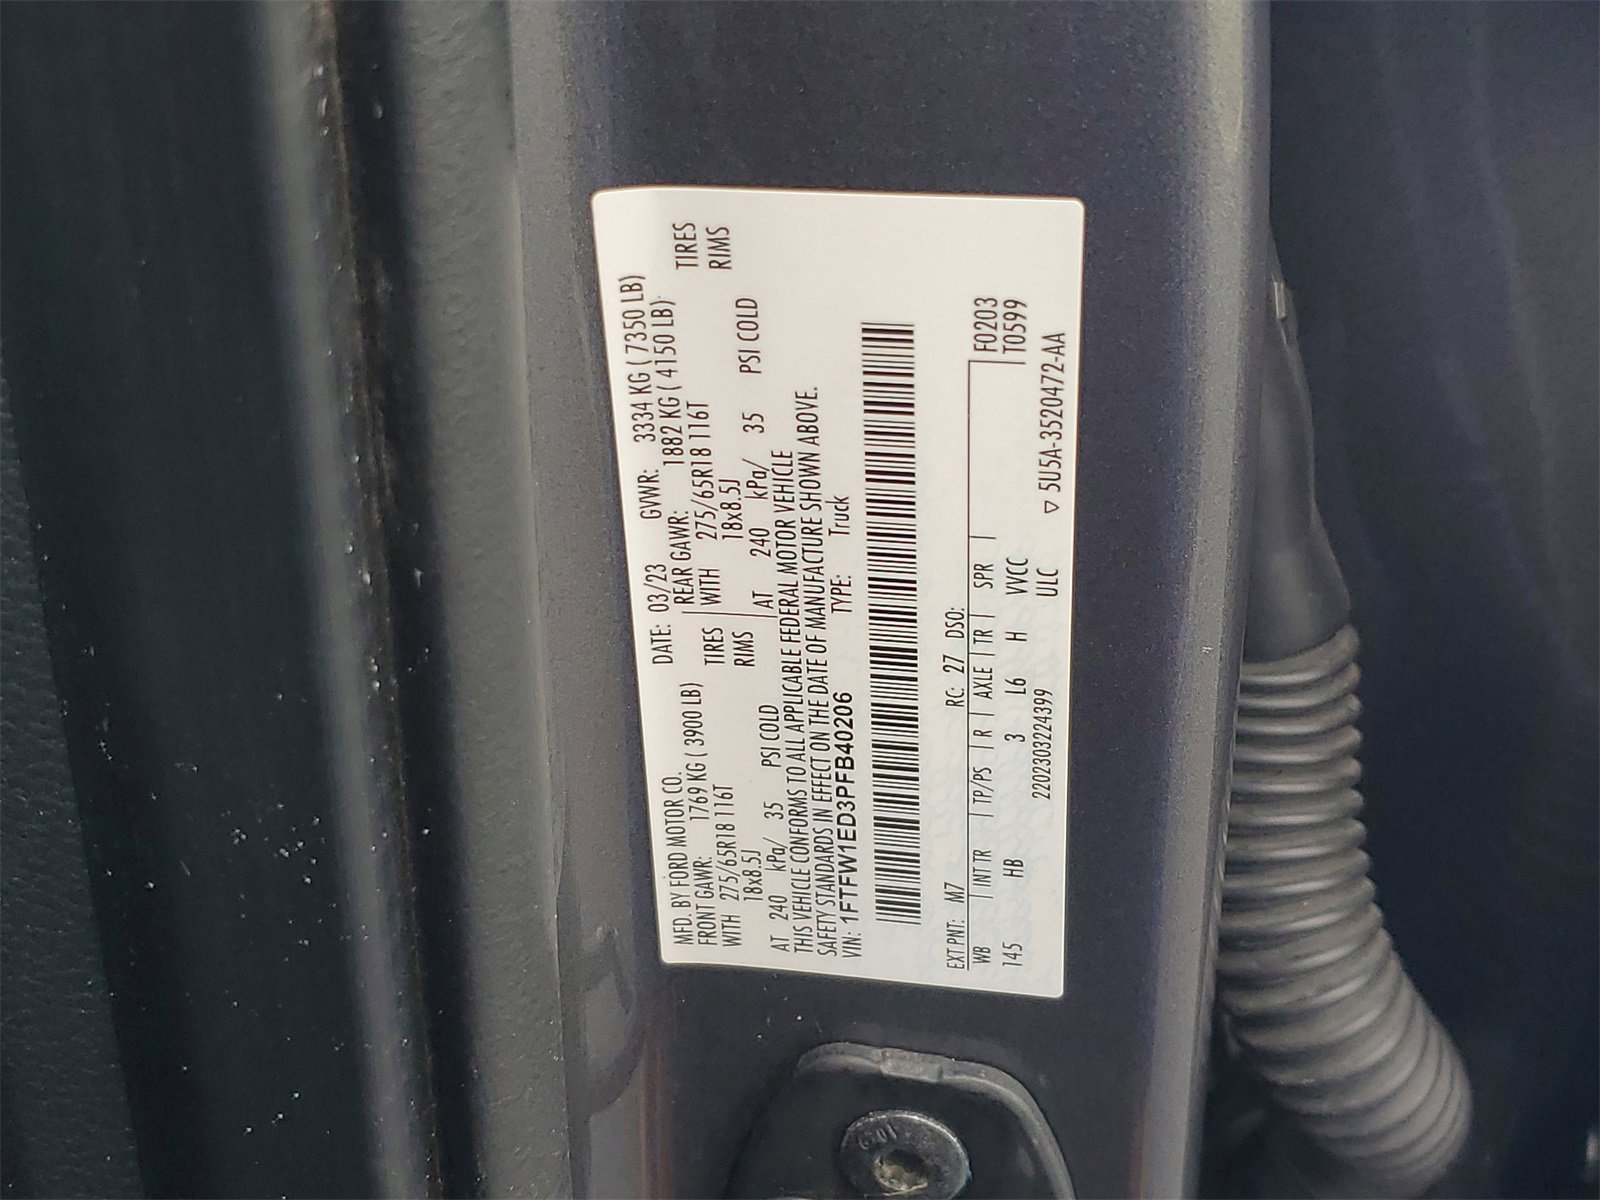 MFD. BY FORD MOTOR CO. DATE: 03/23 GVWR: 3334 KG ( 7350 LB)
FRONT GAWR: 1769 KG ( 3900 LB) REAR GAWR: 1882 KG ( 4150 LB)
WITH 275/65R18 116T TIRES WITH 275/65R18 116T TIRES
18x8.5J RIMS 18x8.5J RIMS
AT 240 kPa/ 35 PSI COLD AT 240 kPa/ 35 PSI COLD
THIS VEHICLE CONFORMS TO ALL APPLICABLE FEDERAL MOTOR VEHICLE
SAFETY STANDARDS IN EFFECT ON THE DATE OF MANUFACTURE SHOWN ABOVE.
VIN: 1FTFW1ED3PFB40206 TYPE: Truck
EXT PNT: M7 RC: 27 DSO:
WB INT TR TP/PS R AXLE TR SPR F0203
145 HB 3 L6 H VVCC T0599
2202303224399 ULC
▽ 5U5A-3520472-AA